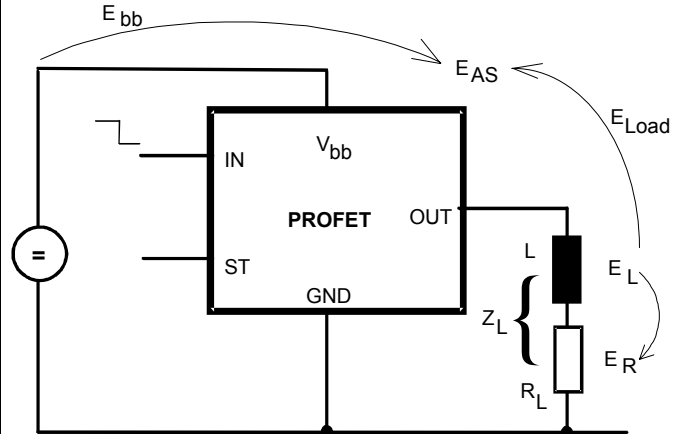 E bb
E AS
E Load
V bb
IN
PROFET
OUT
ST
L
E L
GND
Z L {
E R
R L
=